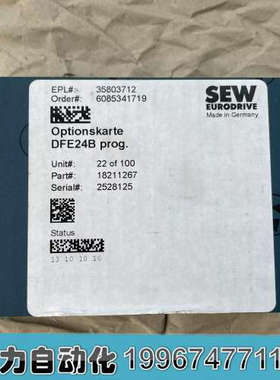 EPL#: 35803712
Order#: 6085341719
SEW
EURODRIVE
Made in Germany
Optionskarte
DFE24B prog.
Unit#: 22 of 100
Part#: 18211267
Serial#: 2528125
Status
13 10 10 10
力自动化 19967477711